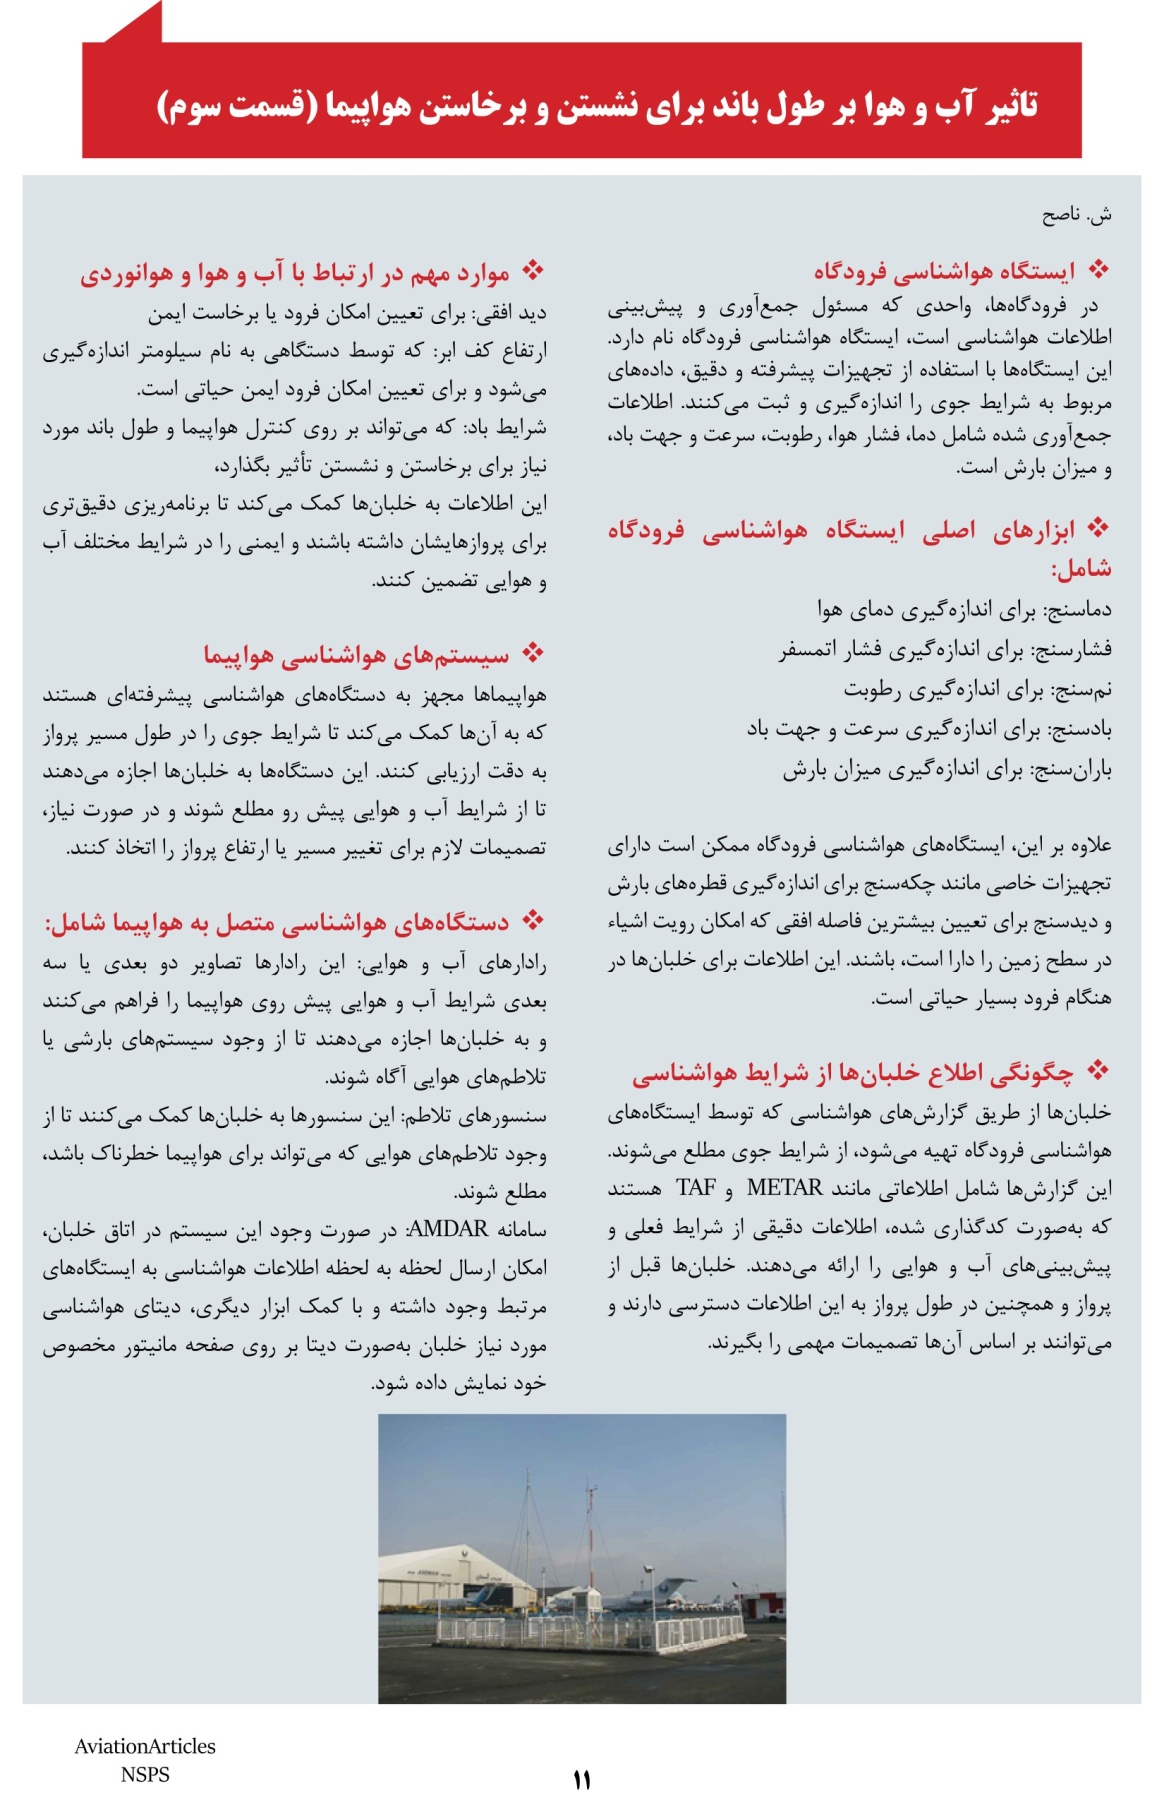 تاثیر آب و هوا بر طول باند برای نشستن و برخاستن هواپیما (قسمت سوم)
ش. ناصح
❖ ایستگاه هواشناسی فرودگاه
در فرودگاه‌ها، واحدی که مسئول جمع‌آوری و پیش‌بینی
اطلاعات هواشناسی است، ایستگاه هواشناسی فرودگاه نام دارد.
این ایستگاه‌ها با استفاده از تجهیزات پیشرفته و دقیق، داده‌های
مربوط به شرایط جوی را اندازه‌گیری و ثبت می‌کنند. اطلاعات
جمع‌آوری شده شامل دما، فشار هوا، رطوبت، سرعت و جهت باد،
و میزان بارش است.
❖ ابزارهای اصلی ایستگاه هواشناسی فرودگاه
شامل:
دماسنج: برای اندازه‌گیری دمای هوا
فشارسنج: برای اندازه‌گیری فشار اتمسفر
نم‌سنج: برای اندازه‌گیری رطوبت
بادسنج: برای اندازه‌گیری سرعت و جهت باد
باران‌سنج: برای اندازه‌گیری میزان بارش
علاوه بر این، ایستگاه‌های هواشناسی فرودگاه ممکن است دارای
تجهیزات خاصی مانند چکه‌سنج برای اندازه‌گیری قطره‌های بارش
و دیدسنج برای تعیین بیشترین فاصله افقی که امکان رویت اشیاء
در سطح زمین را دارا است، باشند. این اطلاعات برای خلبان‌ها در
هنگام فرود بسیار حیاتی است.
❖ چگونگی اطلاع خلبان‌ها از شرایط هواشناسی
خلبان‌ها از طریق گزارش‌های هواشناسی که توسط ایستگاه‌های
هواشناسی فرودگاه تهیه می‌شود، از شرایط جوی مطلع می‌شوند.
این گزارش‌ها شامل اطلاعاتی مانند METAR و TAF هستند
که به‌صورت کدگذاری شده، اطلاعات دقیقی از شرایط فعلی و
پیش‌بینی‌های آب و هوایی را ارائه می‌دهند. خلبان‌ها قبل از
پرواز و همچنین در طول پرواز به این اطلاعات دسترسی دارند و
می‌توانند بر اساس آن‌ها تصمیمات مهمی را بگیرند.
❖ موارد مهم در ارتباط با آب و هوا و هوانوردی
دید افقی: برای تعیین امکان فرود یا برخاست ایمن
ارتفاع کف ابر: که توسط دستگاهی به نام سیلومتر اندازه‌گیری
می‌شود و برای تعیین امکان فرود ایمن حیاتی است.
شرایط باد: که می‌تواند بر روی کنترل هواپیما و طول باند مورد
نیاز برای برخاستن و نشستن تأثیر بگذارد،
این اطلاعات به خلبان‌ها کمک می‌کند تا برنامه‌ریزی دقیق‌تری
برای پروازهایشان داشته باشند و ایمنی را در شرایط مختلف آب
و هوایی تضمین کنند.
❖ سیستم‌های هواشناسی هواپیما
هواپیماها مجهز به دستگاه‌های هواشناسی پیشرفته‌ای هستند
که به آن‌ها کمک می‌کند تا شرایط جوی را در طول مسیر پرواز
به دقت ارزیابی کنند. این دستگاه‌ها به خلبان‌ها اجازه می‌دهند
تا از شرایط آب و هوایی پیش رو مطلع شوند و در صورت نیاز،
تصمیمات لازم برای تغییر مسیر یا ارتفاع پرواز را اتخاذ کنند.
❖ دستگاه‌های هواشناسی متصل به هواپیما شامل:
رادارهای آب و هوایی: این رادارها تصاویر دو بعدی یا سه
بعدی شرایط آب و هوایی پیش روی هواپیما را فراهم می‌کنند
و به خلبان‌ها اجازه می‌دهند تا از وجود سیستم‌های بارشی یا
تلاطم‌های هوایی آگاه شوند.
سنسورهای تلاطم: این سنسورها به خلبان‌ها کمک می‌کنند تا از
وجود تلاطم‌های هوایی که می‌تواند برای هواپیما خطرناک باشد،
مطلع شوند.
سامانه AMDAR: در صورت وجود این سیستم در اتاق خلبان،
امکان ارسال لحظه به لحظه اطلاعات هواشناسی به ایستگاه‌های
مرتبط وجود داشته و با کمک ابزار دیگری، دیتای هواشناسی
مورد نیاز خلبان به‌صورت دیتا بر روی صفحه مانیتور مخصوص
خود نمایش داده شود.
AviationArticles
NSPS
۱۱